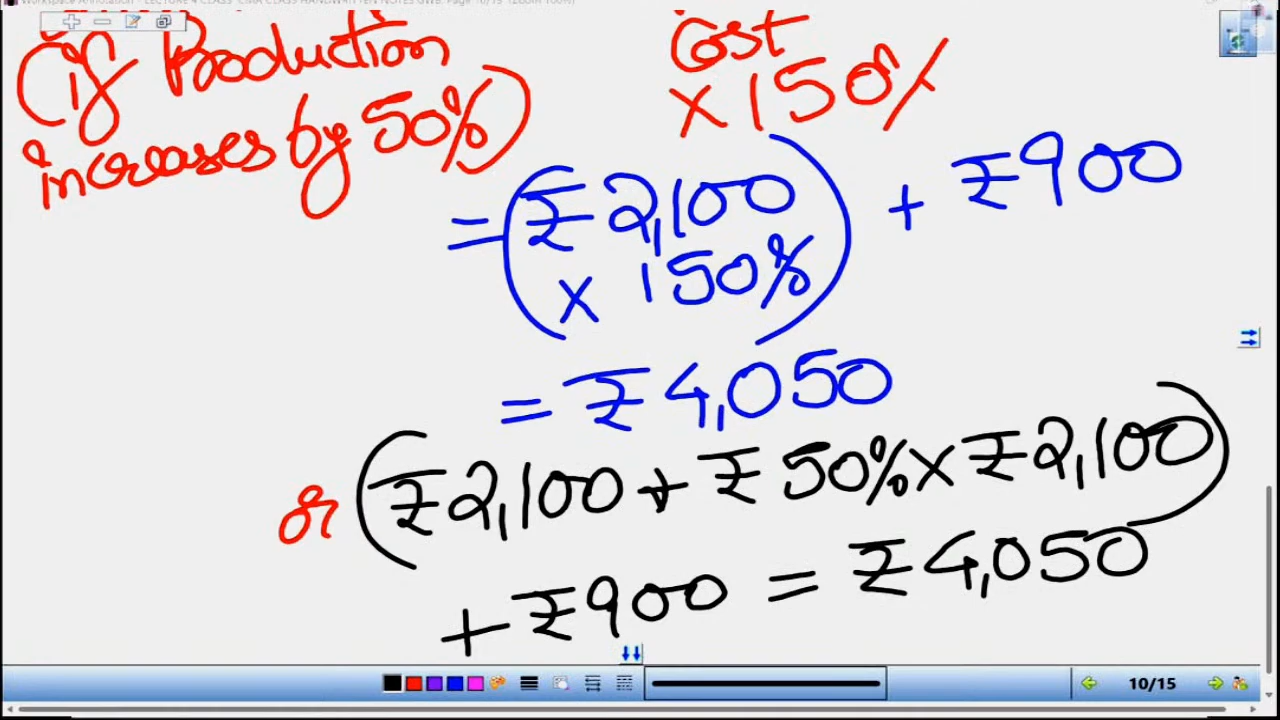 (if Production
increases by 50%)
Cost
× 150%
= (₹2,100
× 150%) + ₹900
= ₹4,050
or (₹2,100 + ₹50% × ₹2,100)
+ ₹900 = ₹4,050
10/15